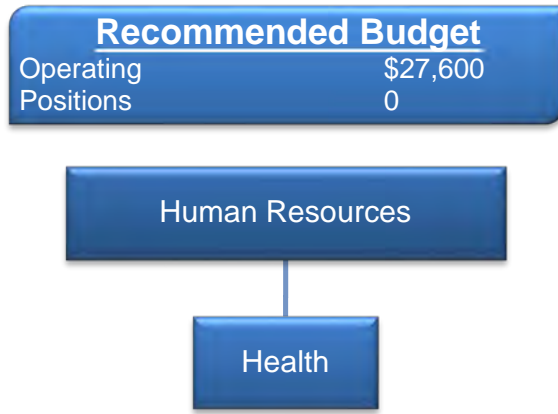 Recommended Budget
Operating $27,600
Positions 0
Human Resources
Health